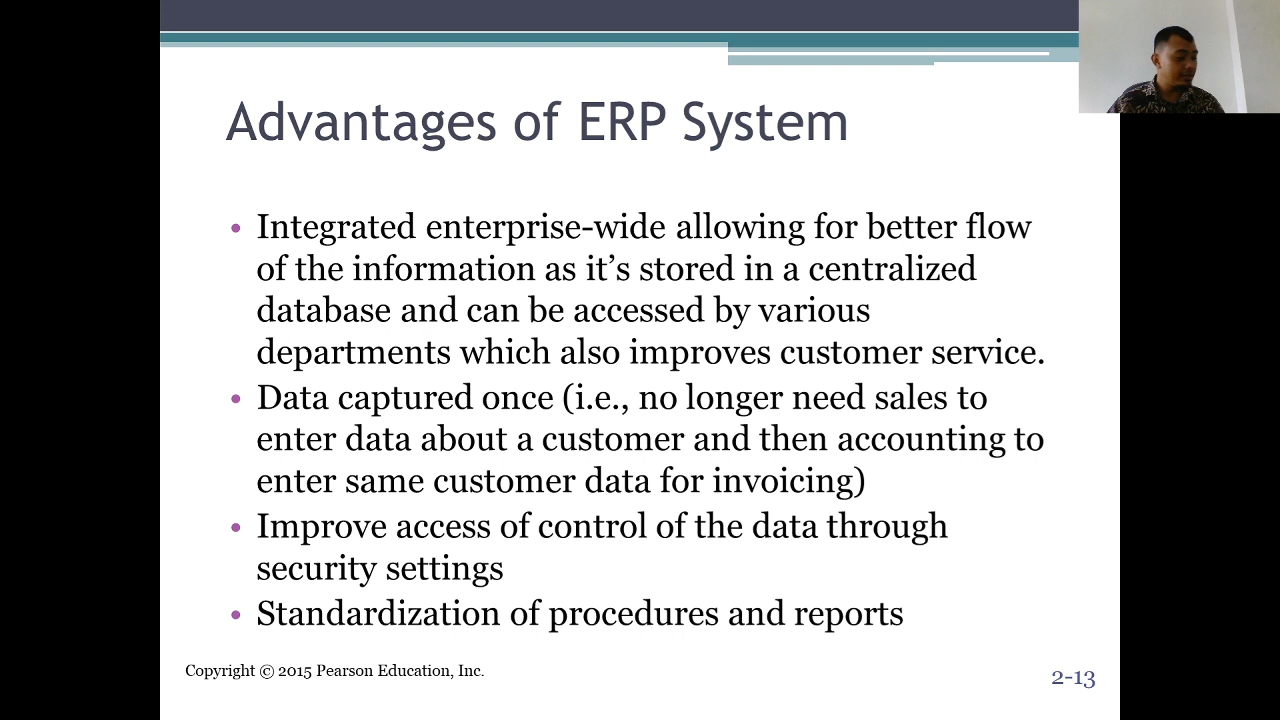 Advantages of ERP System
• Integrated enterprise-wide allowing for better flow
of the information as it’s stored in a centralized
database and can be accessed by various
departments which also improves customer service.
• Data captured once (i.e., no longer need sales to
enter data about a customer and then accounting to
enter same customer data for invoicing)
• Improve access of control of the data through
security settings
• Standardization of procedures and reports
Copyright © 2015 Pearson Education, Inc.
2-13